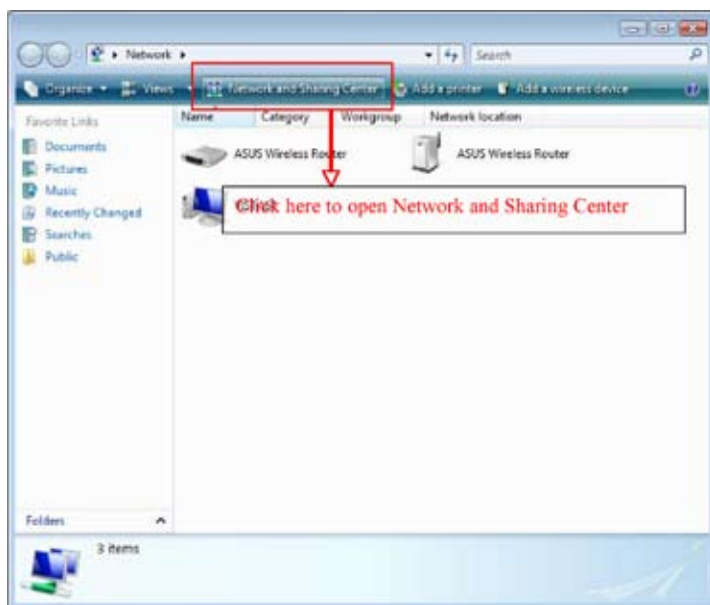 Network
Search
Organize Views Network and Sharing Center Add a printer Add a wireless device
Favorite Links
Documents
Pictures
Music
Recently Changed
Searches
Public
Name Category Workgroup Network location
ASUS Wireless Router ASUS Wireless Router
Click here to open Network and Sharing Center
Folders
3 items